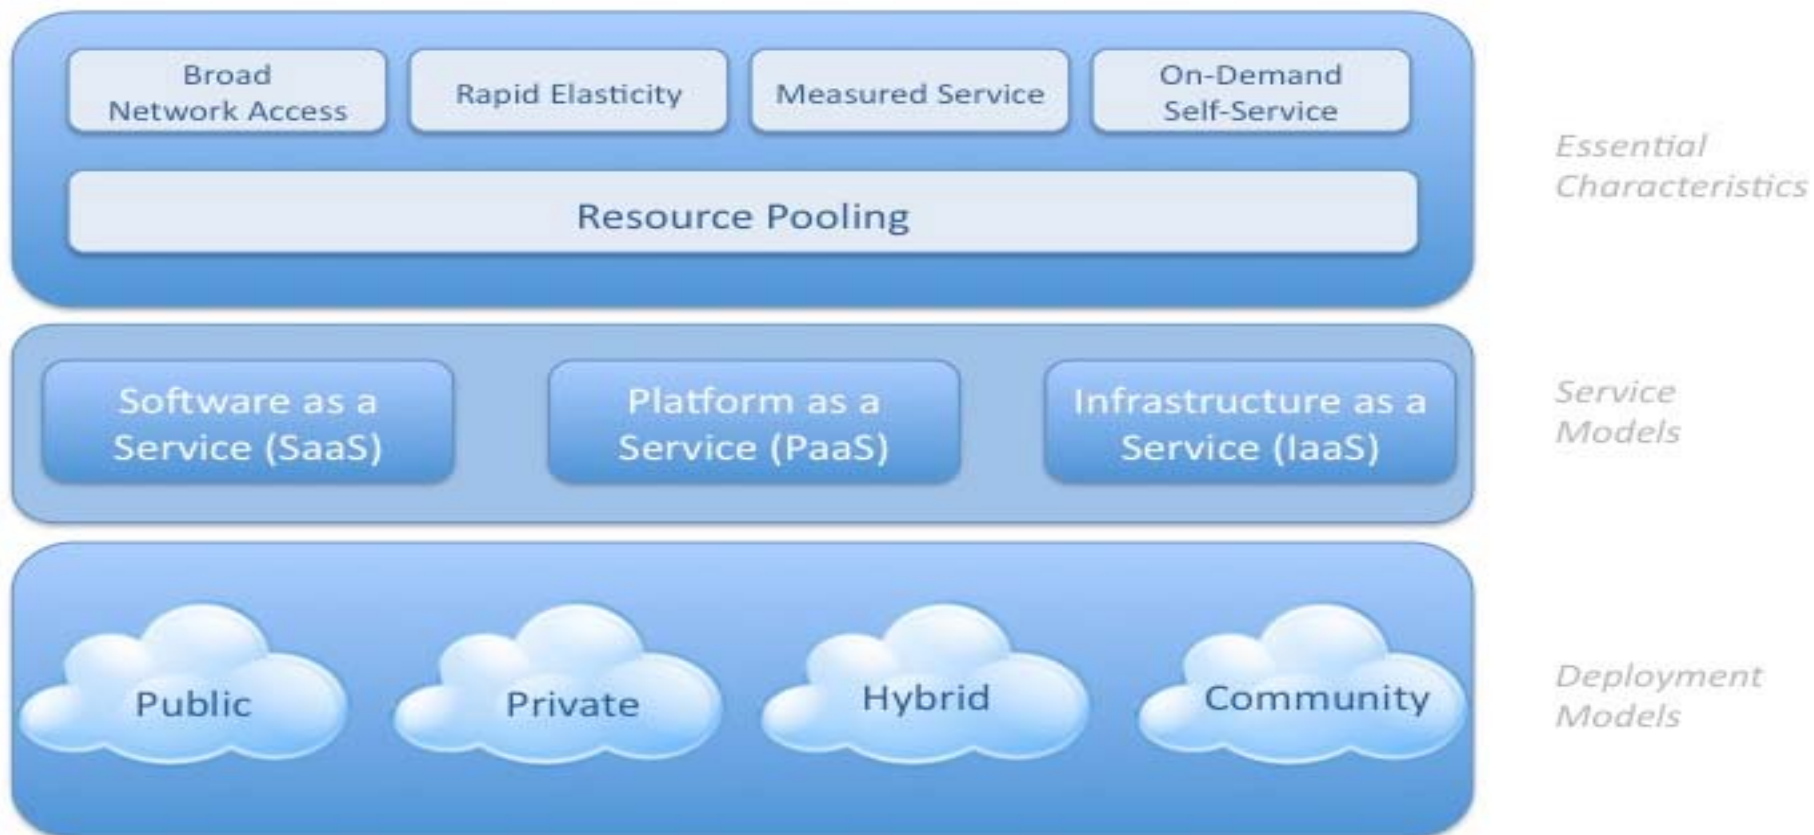 Broad
Network Access
Rapid Elasticity
Measured Service
On-Demand
Self-Service
Resource Pooling
Essential
Characteristics
Software as a
Service (SaaS)
Platform as a
Service (PaaS)
Infrastructure as a
Service (IaaS)
Service
Models
Public
Private
Hybrid
Community
Deployment
Models